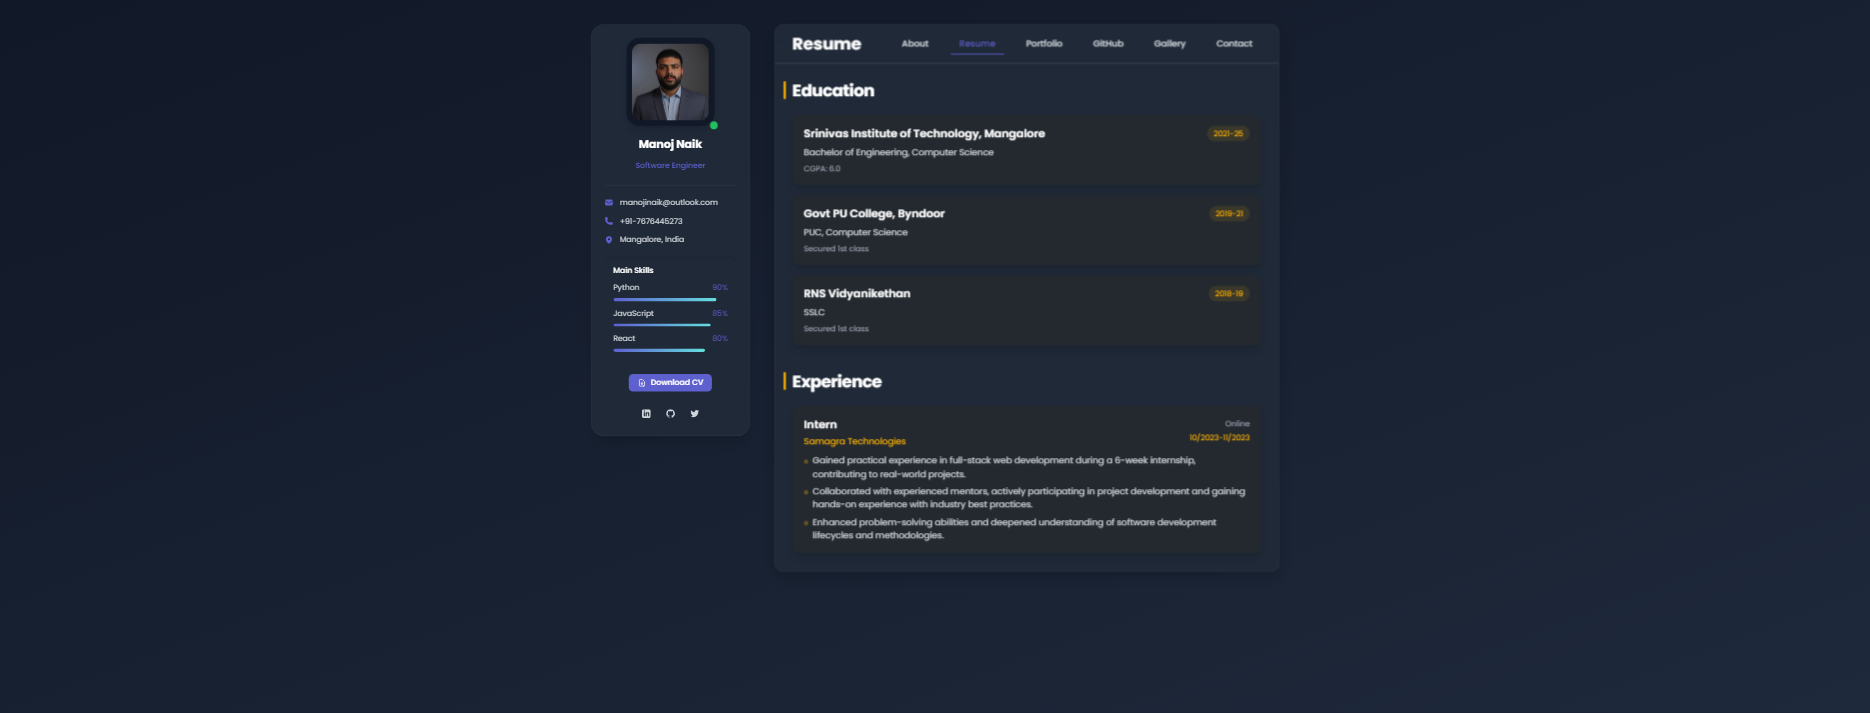 Manoj Naik
Software Engineer
manojinaik@outlook.com
+91-7676445273
Mangalore, India
Main Skills
Python 90%
JavaScript 85%
React 80%
Download CV
Resume About Resume Portfolio GitHub Gallery Contact
Education
Srinivas Institute of Technology, Mangalore 2021-25
Bachelor of Engineering, Computer Science
CGPA: 6.0
Govt PU College, Byndoor 2019-21
PUC, Computer Science
Secured 1st class
RNS Vidyanikethan 2018-19
SSLC
Secured 1st class
Experience
Intern Online
Samagra Technologies 10/2023-11/2023
Gained practical experience in full-stack web development during a 6-week internship,
contributing to real-world projects.
Collaborated with experienced mentors, actively participating in project development and gaining
hands-on experience with industry best practices.
Enhanced problem-solving abilities and deepened understanding of software development
lifecycles and methodologies.